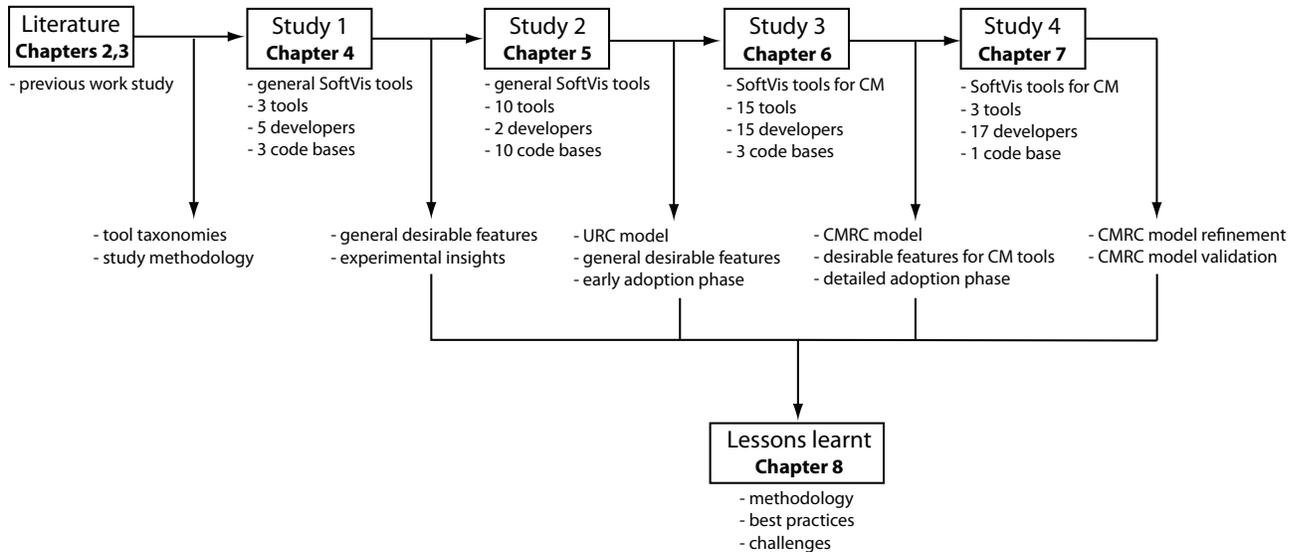 Literature
Chapters 2,3
- previous work study
Study 1
Chapter 4
- general SoftVis tools
- 3 tools
- 5 developers
- 3 code bases
Study 2
Chapter 5
- general SoftVis tools
- 10 tools
- 2 developers
- 10 code bases
Study 3
Chapter 6
- SoftVis tools for CM
- 15 tools
- 15 developers
- 3 code bases
Study 4
Chapter 7
- SoftVis tools for CM
- 3 tools
- 17 developers
- 1 code base
- tool taxonomies
- study methodology
- general desirable features
- experimental insights
- URC model
- general desirable features
- early adoption phase
- CMRC model
- desirable features for CM tools
- detailed adoption phase
- CMRC model refinement
- CMRC model validation
Lessons learnt
Chapter 8
- methodology
- best practices
- challenges